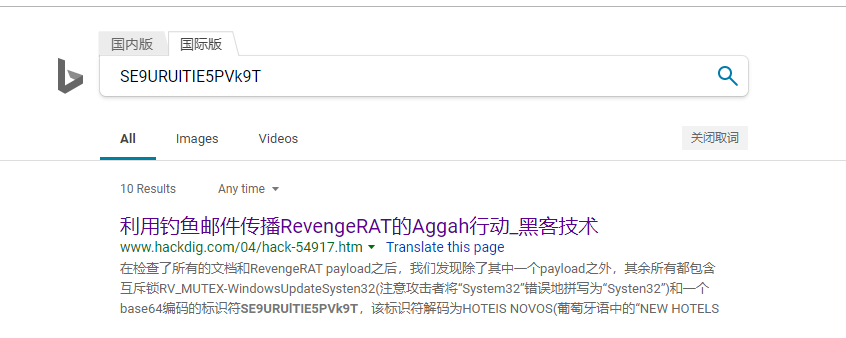 国内版 国际版
SE9URUITIE5PVk9T
All Images Videos 关闭取词
10 Results Any time
利用钓鱼邮件传播RevengeRAT的Aggah行动_黑客技术
www.hackdig.com/04/hack-54917.htm Translate this page
在检查了所有的文档和RevengeRAT payload之后，我们发现除了其中一个payload之外，其余所有都包含
互斥锁RV_MUTEX-WindowsUpdateSysten32(注意攻击者将“System32”错误地拼写为“Systen32”)和一个
base64编码的标识符SE9URUlTIE5PVk9T，该标识符解码为HOTEIS NOVOS(葡萄牙语中的“NEW HOTELS